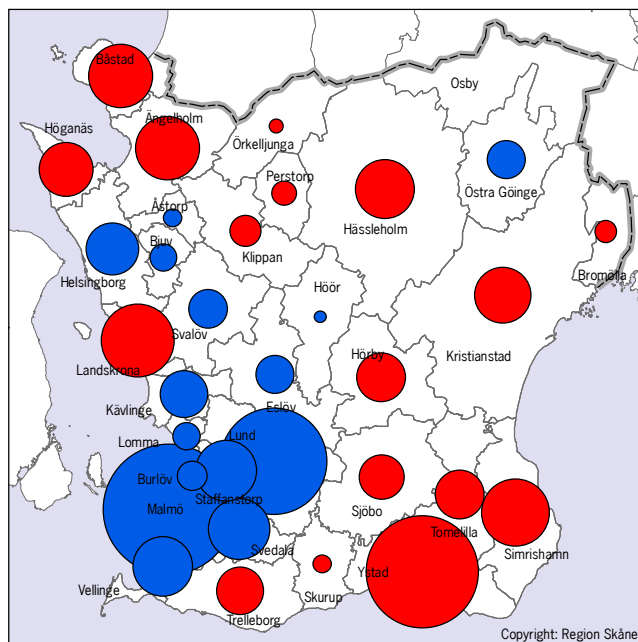 Båstad
Osby
Höganäs
Ängelholm
Örkelljunga
Perstorp
Östra Göinge
Åstorp
Hässleholm
Bjuv
Klippan
Helsingborg
Höör
Bromölla
Svalöv
Landskrona
Hörby
Kristianstad
Kävlinge
Eslöv
Lomma
Lund
Burlöv
Staffanstorp
Malmö
Sjöbo
Tomelilla
Svedala
Simrishamn
Vellinge
Ystad
Skurup
Trelleborg
Copyright: Region Skåne